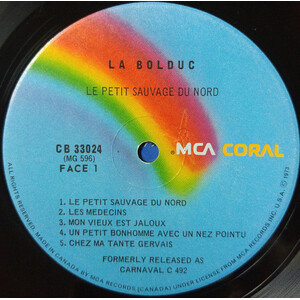 LA BOLDUC
LE PETIT SAUVAGE DU NORD
CB 33024
(MG 596)
FACE 1
MCA CORAL
1. LE PETIT SAUVAGE DU NORD
2. LES MEDECINS
3. MON VIEUX EST JALOUX
4. UN PETIT BONHOMME AVEC UN NEZ POINTU
5. CHEZ MA TANTE GERVAIS
FORMERLY RELEASED AS
CARNAVAL C 492
MADE IN CANADA BY MCA RECORDS (CANADA) UNDER LICENSE FROM MCA RECORDS INC. U.S.A. © 1973